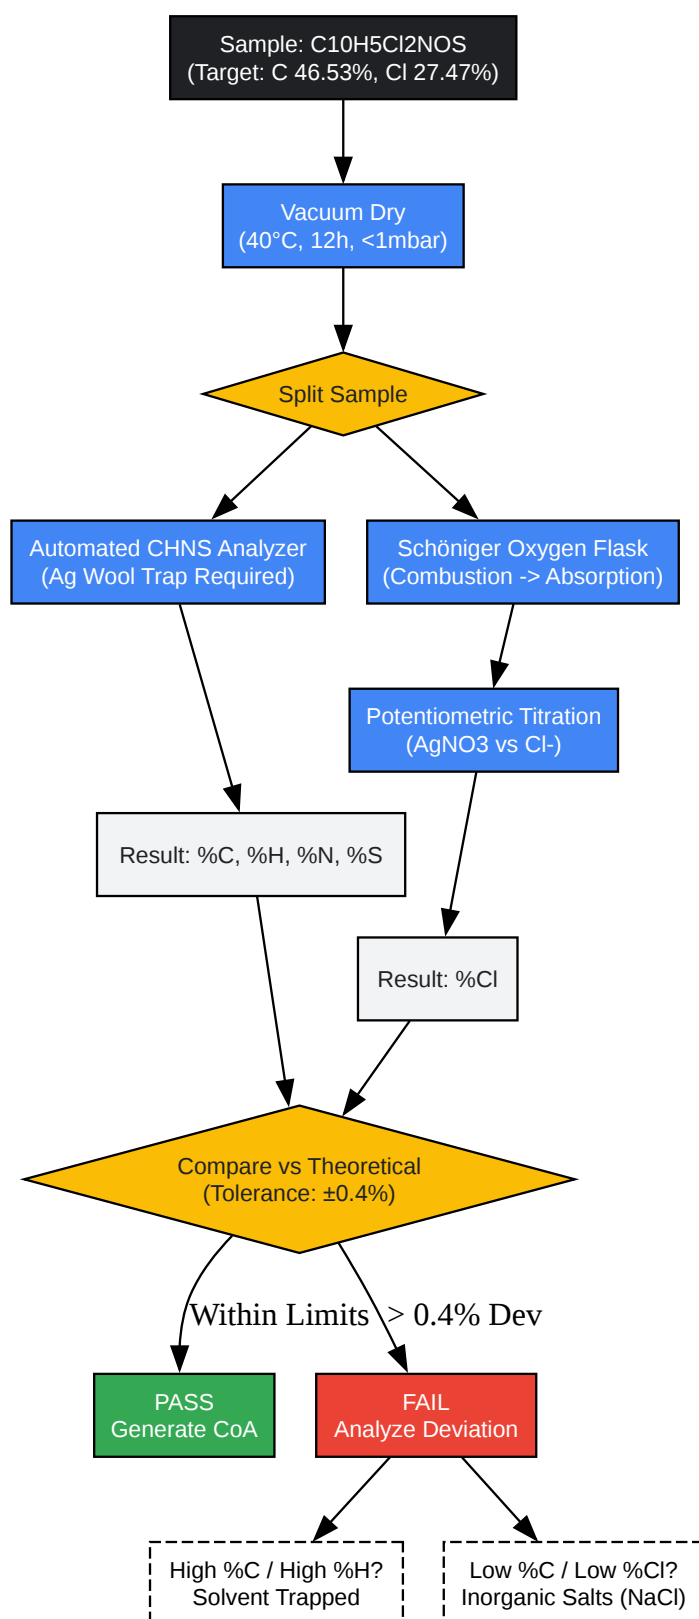 Sample: C10H5Cl2NOS
(Target: C 46.53%, Cl 27.47%)
Vacuum Dry
(40°C, 12h, <1mbar)
Split Sample
Automated CHNS Analyzer
(Ag Wool Trap Required)
Schöniger Oxygen Flask
(Combustion -> Absorption)
Potentiometric Titration
(AgNO3 vs Cl-)
Result: %C, %H, %N, %S
Result: %Cl
Compare vs Theoretical
(Tolerance: ±0.4%)
Within Limits
> 0.4% Dev
PASS
Generate CoA
FAIL
Analyze Deviation
High %C / High %H?
Solvent Trapped
Low %C / Low %Cl?
Inorganic Salts (NaCl)